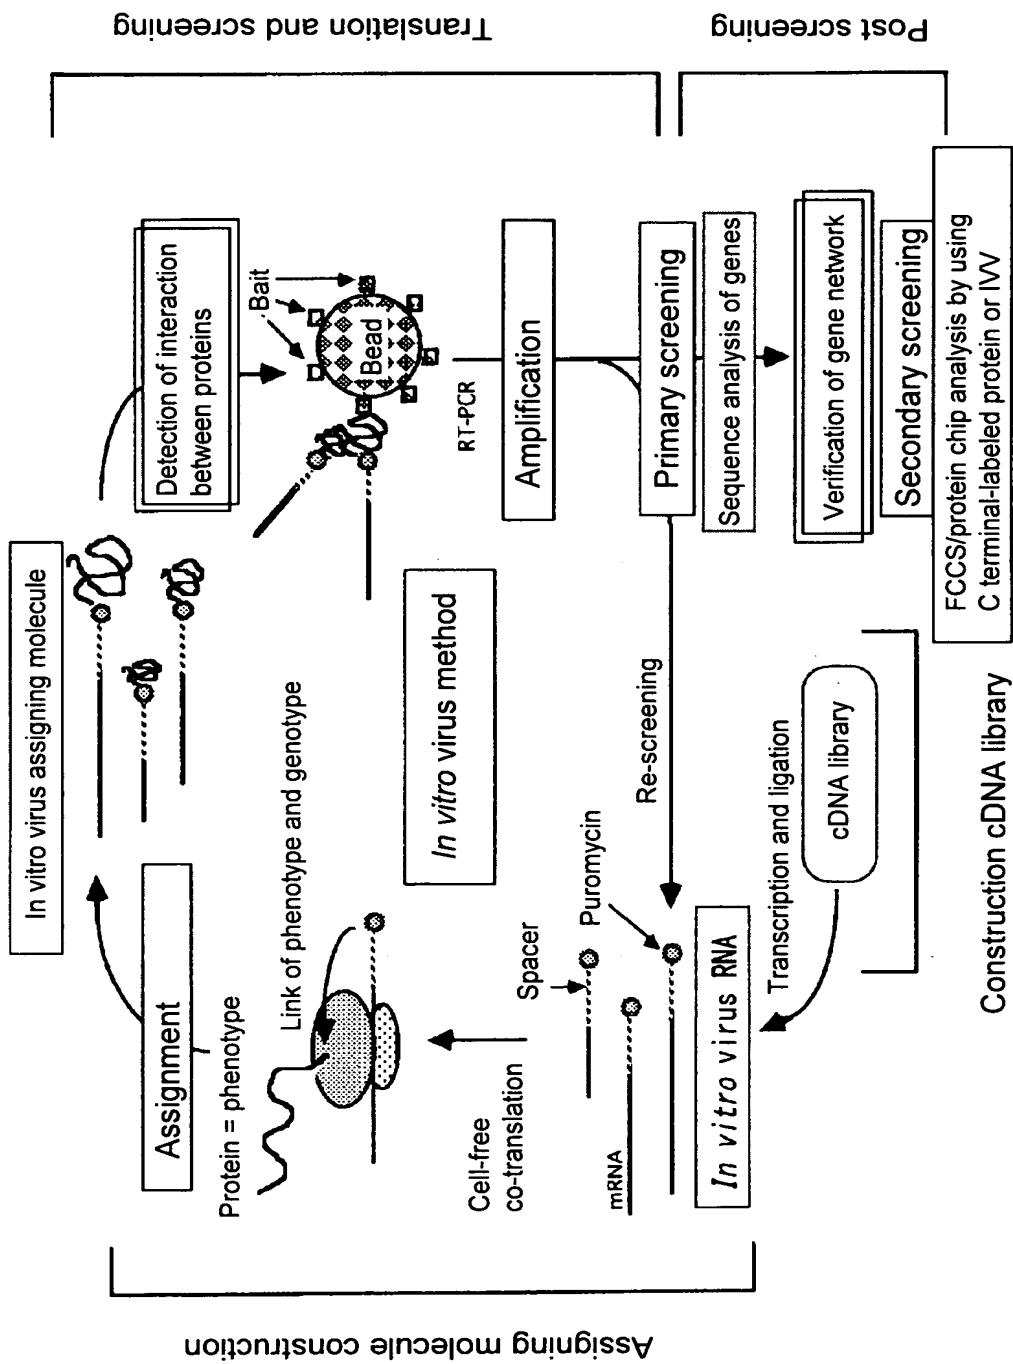 Assigning molecule construction
Translation and screening
Post screening
Construction cDNA library
In vitro virus assigning molecule
Assignment
Protein = phenotype
Link of phenotype and genotype
Cell-free
co-translation
Spacer
Puromycin
mRNA
In vitro virus RNA
Transcription and ligation
cDNA library
In vitro virus method
Re-screening
Detection of interaction
between proteins
Bait
Bead
RT-PCR
Amplification
Primary screening
Sequence analysis of genes
Verification of gene network
Secondary screening
FCCS/protein chip analysis by using
C terminal-labeled protein or IVV